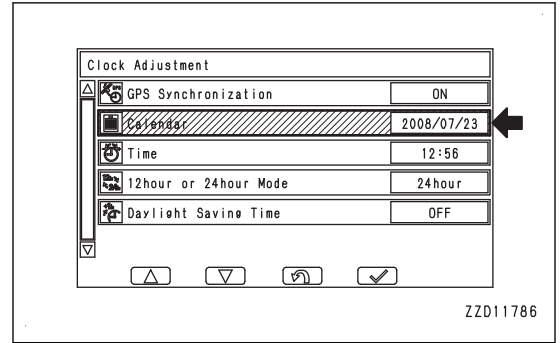 Clock Adjustment
GPS Synchronization ON
Calendar 2008/07/23
Time 12:56
12hour or 24hour Mode 24hour
Daylight Saving Time OFF
ZZD11786